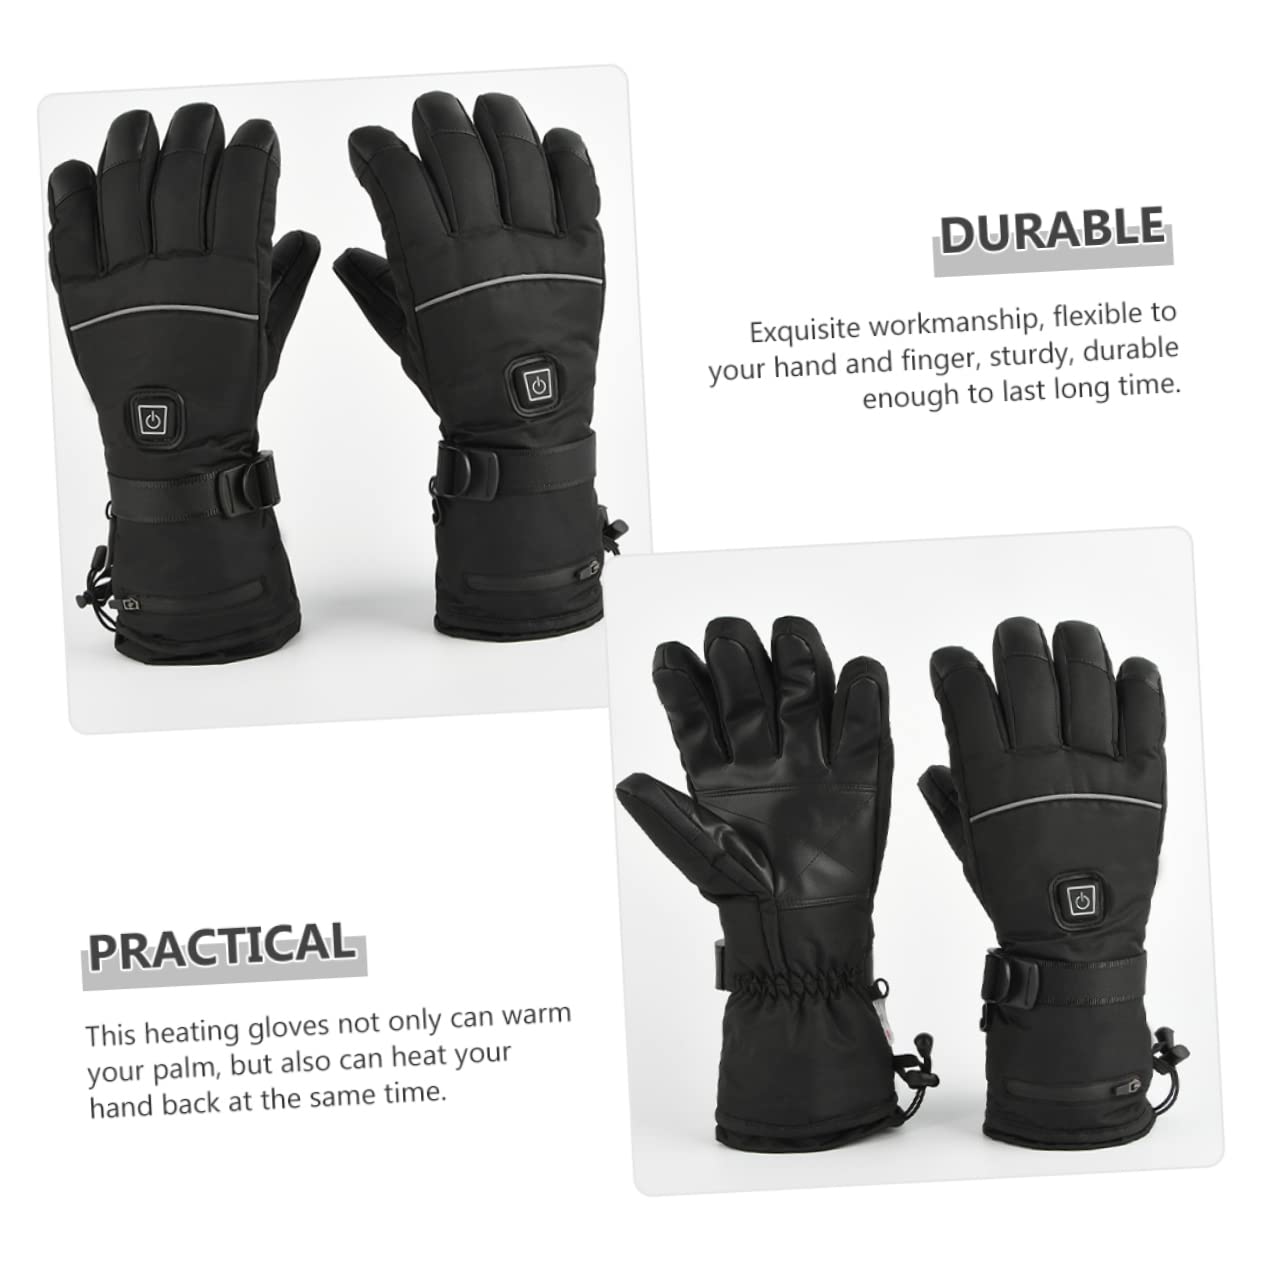 DURABLE
Exquisite workmanship, flexible to
your hand and finger, sturdy, durable
enough to last long time.
PRACTICAL
This heating gloves not only can warm
your palm, but also can heat your
hand back at the same time.